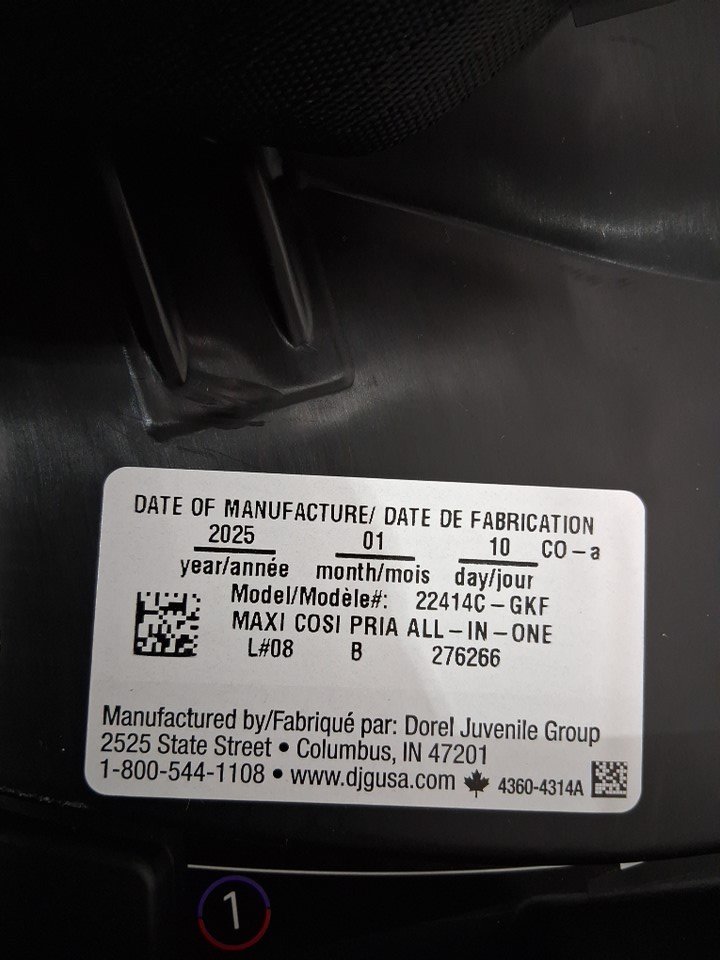 DATE OF MANUFACTURE/ DATE DE FABRICATION
2025 01 10 CO-a
year/année month/mois day/jour
Model/Modèle#: 22414C-GKF
MAXI COSI PRIA ALL-IN-ONE
L#08 B 276266
Manufactured by/Fabriqué par: Dorel Juvenile Group
2525 State Street • Columbus, IN 47201
1-800-544-1108 • www.djgusa.com 4360-4314A
1